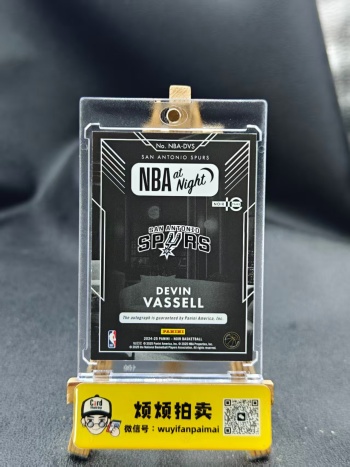 No. NBA-DVS
SAN ANTONIO SPURS
NBA at Night
NOIR
SAN ANTONIO
SPURS
DEVIN
VASSELL
The autograph is guaranteed by Panini America, Inc.
PANINI
2024-25 PANINI - NOIR BASKETBALL
Card
烦烦拍卖
微信号：wuyifanpaimai